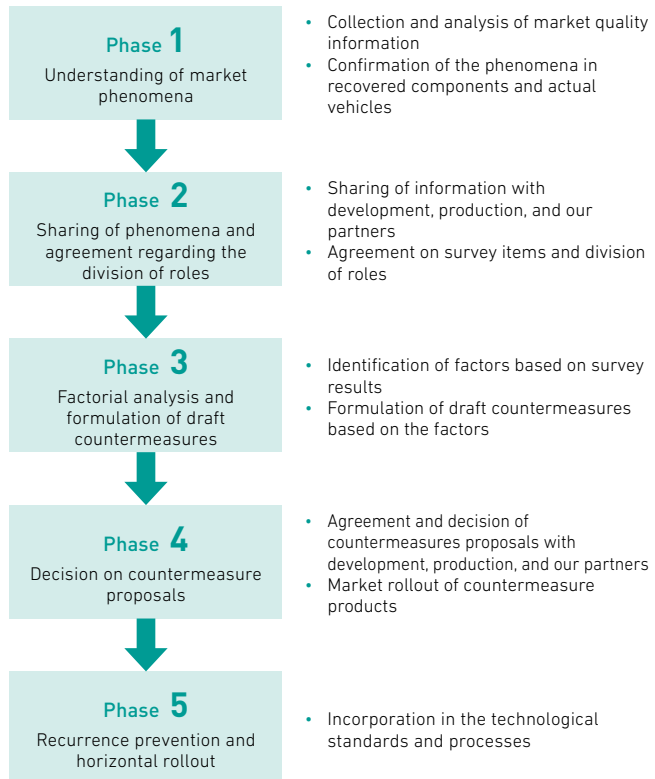 Phase 1
Understanding of market
phenomena
• Collection and analysis of market quality
information
• Confirmation of the phenomena in
recovered components and actual
vehicles
Phase 2
Sharing of phenomena and
agreement regarding the
division of roles
• Sharing of information with
development, production, and our
partners
• Agreement on survey items and division
of roles
Phase 3
Factorial analysis and
formulation of draft
countermeasures
• Identification of factors based on survey
results
• Formulation of draft countermeasures
based on the factors
Phase 4
Decision on countermeasure
proposals
• Agreement and decision of
countermeasures proposals with
development, production, and our partners
• Market rollout of countermeasure
products
Phase 5
Recurrence prevention and
horizontal rollout
• Incorporation in the technological
standards and processes